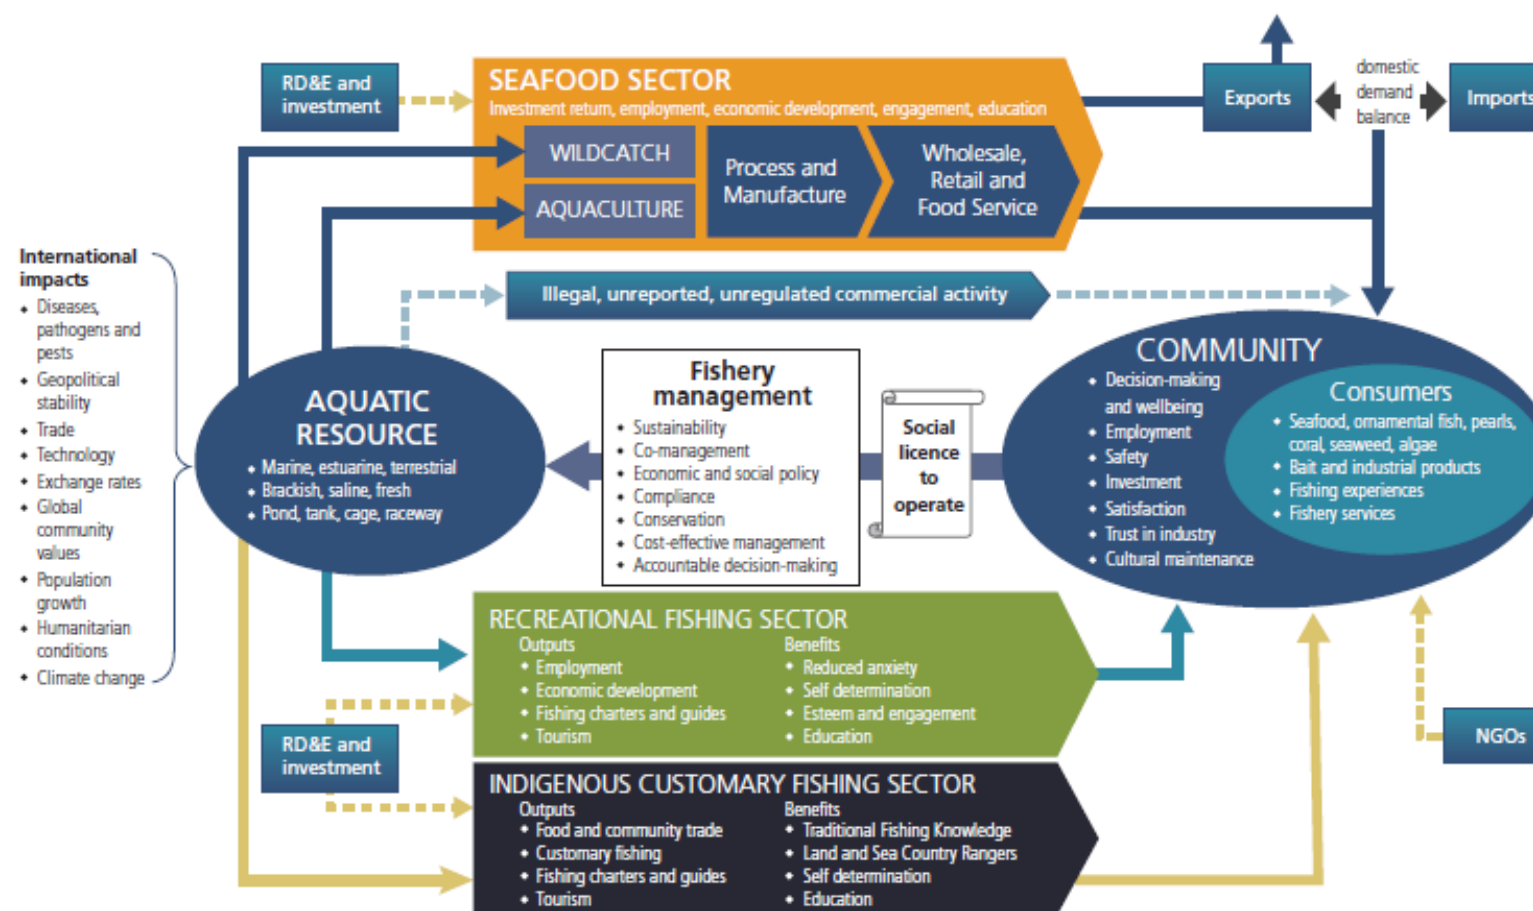 RD&E and
investment
SEAFOOD SECTOR
Investment return, employment, economic development, engagement, education
WILDCATCH
AQUACULTURE
Process and
Manufacture
Wholesale,
Retail and
Food Service
Exports
domestic
demand
balance
Imports
International
impacts
• Diseases,
pathogens and
pests
• Geopolitical
stability
• Trade
• Technology
• Exchange rates
• Global
community
values
• Population
growth
• Humanitarian
conditions
• Climate change
Illegal, unreported, unregulated commercial activity
AQUATIC
RESOURCE
• Marine, estuarine, terrestrial
• Brackish, saline, fresh
• Pond, tank, cage, raceway
Fishery
management
• Sustainability
• Co-management
• Economic and social policy
• Compliance
• Conservation
• Cost-effective management
• Accountable decision-making
Social
licence
to
operate
COMMUNITY
• Decision-making
and wellbeing
• Employment
• Safety
• Investment
• Satisfaction
• Trust in industry
• Cultural maintenance
Consumers
• Seafood, ornamental fish, pearls,
coral, seaweed, algae
• Bait and industrial products
• Fishing experiences
• Fishery services
RECREATIONAL FISHING SECTOR
Outputs
• Employment
• Economic development
• Fishing charters and guides
• Tourism
Benefits
• Reduced anxiety
• Self determination
• Esteem and engagement
• Education
RD&E and
investment
NGOs
INDIGENOUS CUSTOMARY FISHING SECTOR
Outputs
• Food and community trade
• Customary fishing
• Fishing charters and guides
• Tourism
Benefits
• Traditional Fishing Knowledge
• Land and Sea Country Rangers
• Self determination
• Education